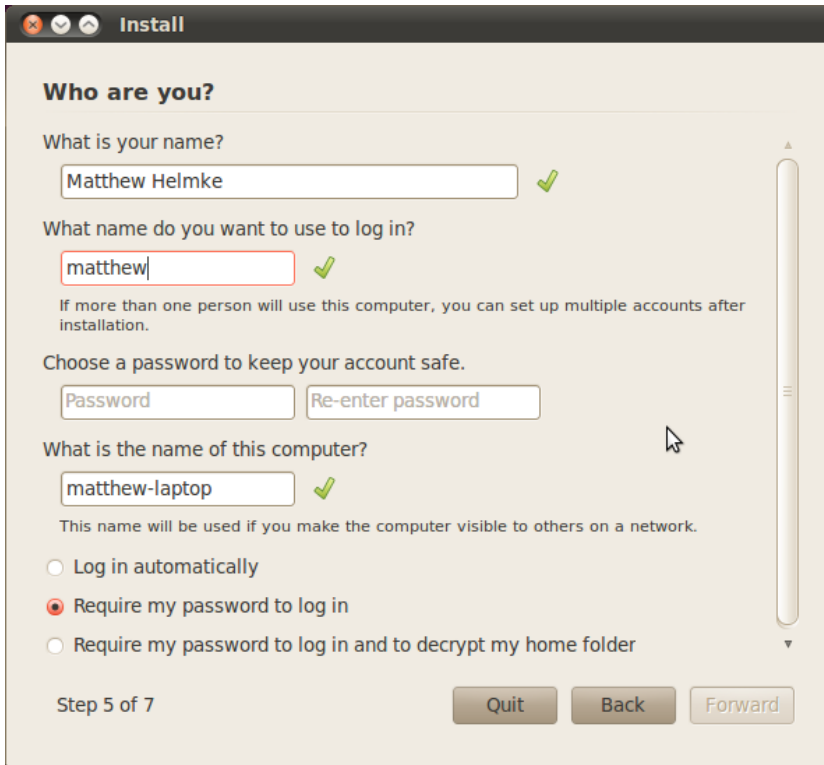 Install
Who are you?
What is your name?
Matthew Helmke
What name do you want to use to log in?
matthew
If more than one person will use this computer, you can set up multiple accounts after
installation.
Choose a password to keep your account safe.
Password Re-enter password
What is the name of this computer?
matthew-laptop
This name will be used if you make the computer visible to others on a network.
Log in automatically
Require my password to log in
Require my password to log in and to decrypt my home folder
Step 5 of 7 Quit Back Forward